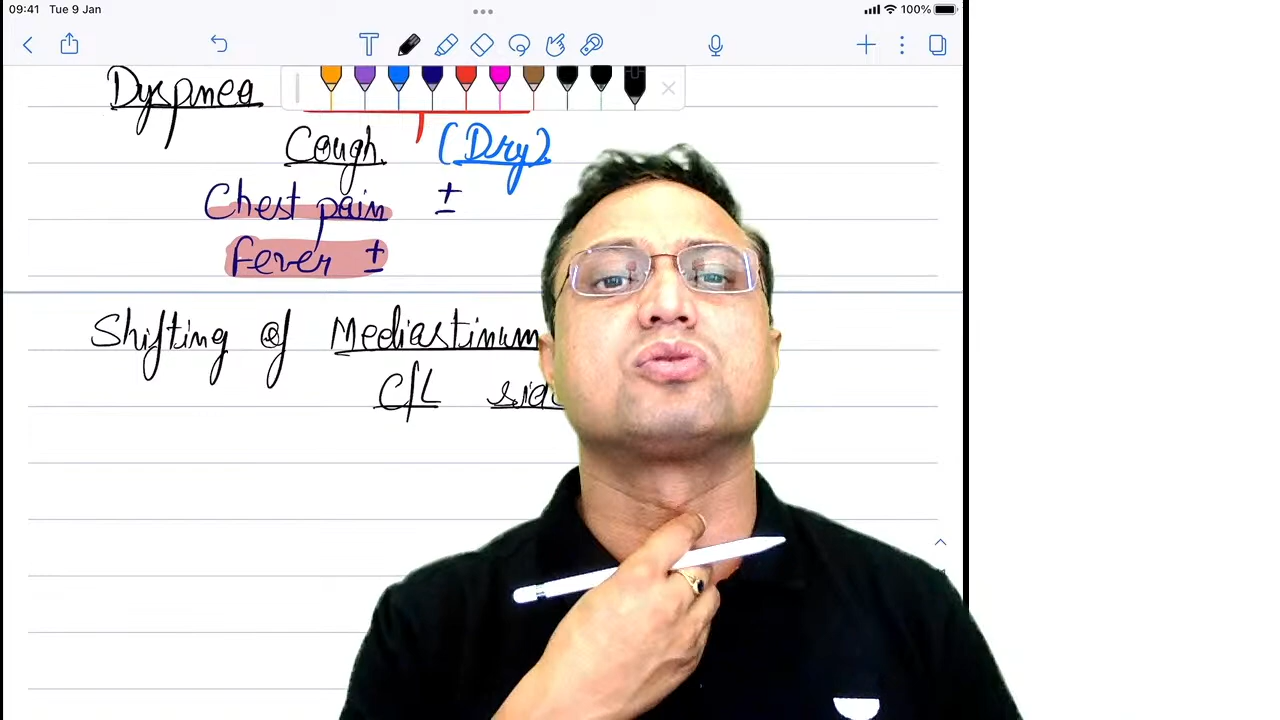 09:41 Tue 9 Jan 100%
Dyspnea
Cough. (Dry)
Chest pain ±
Fever ±
Shifting of Mediastinum
C/L